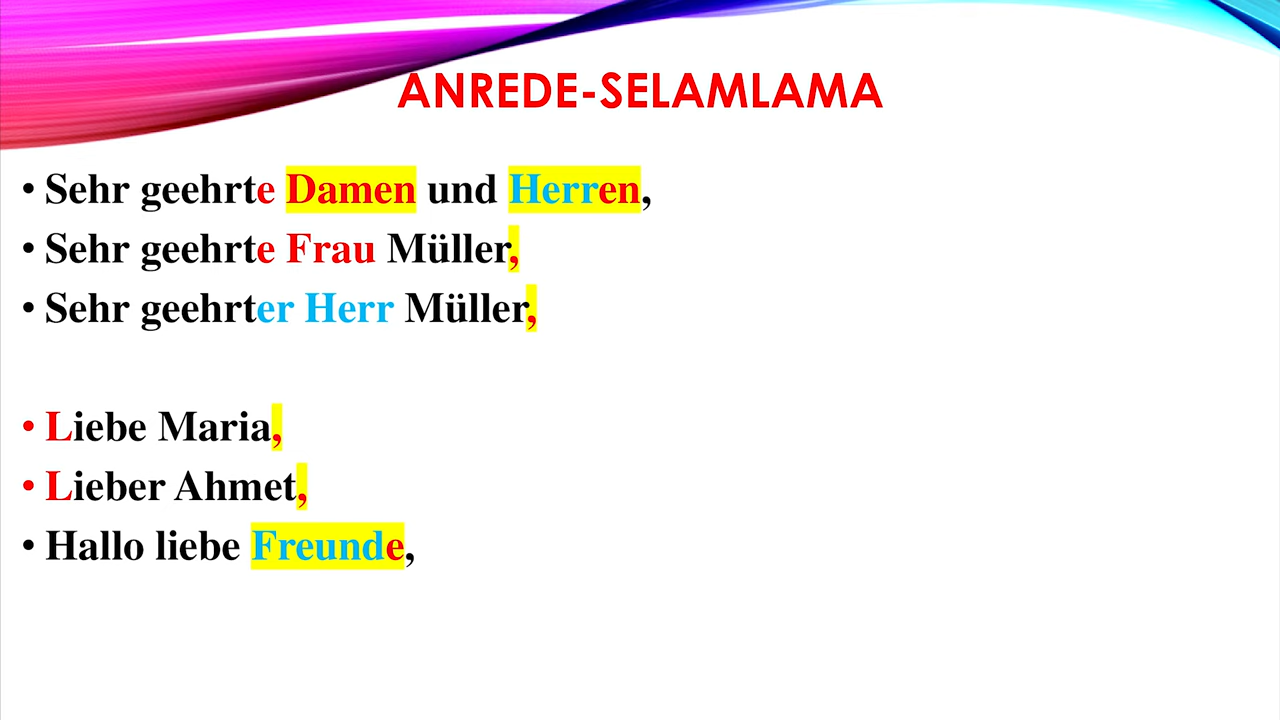 ANREDE-SELAMLAMA
• Sehr geehrte Damen und Herren,
• Sehr geehrte Frau Müller,
• Sehr geehrter Herr Müller,
• Liebe Maria,
• Lieber Ahmet,
• Hallo liebe Freunde,